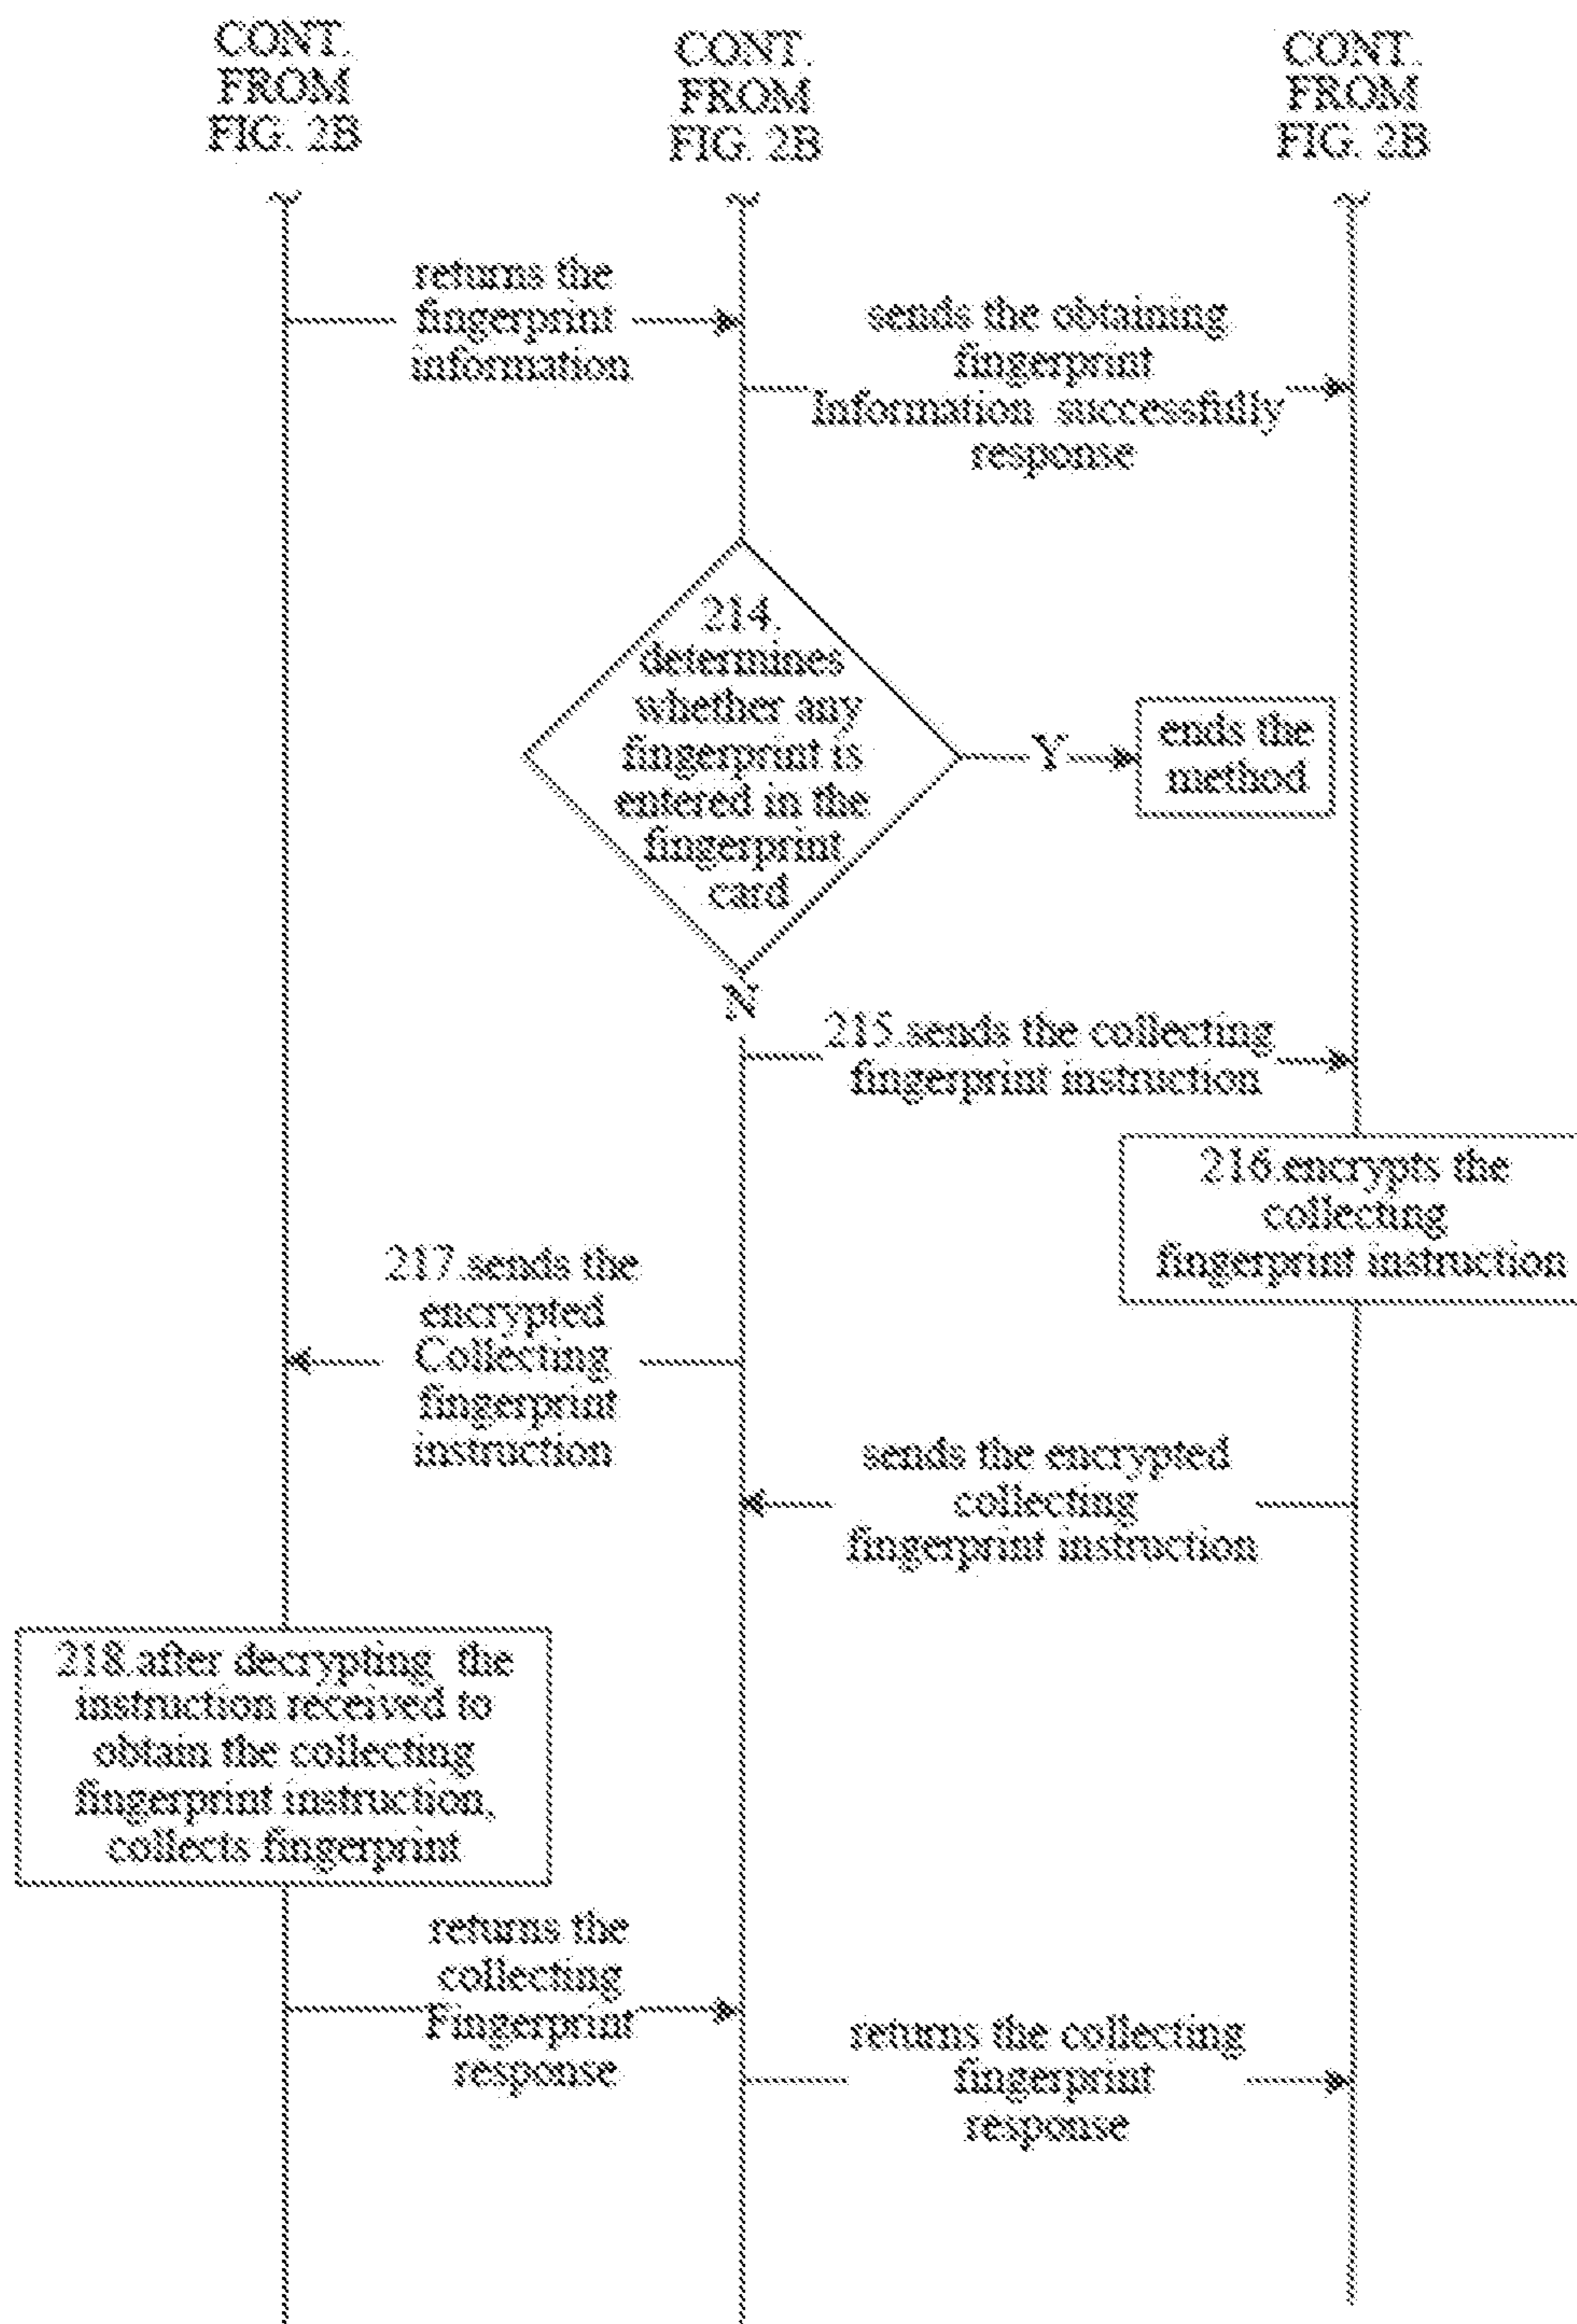 CONT.
FROM
FIG. 2B
CONT.
FROM
FIG. 2B
CONT.
FROM
FIG. 2B
returns the
fingerprint
information
sends the obtaining
fingerprint
Information successfully
response
214.
determines
whether any
fingerprint is
entered in the
fingerprint
card
Y
ends the
method
N
215.sends the collecting
fingerprint instruction
216.encrypts the
collecting
fingerprint instruction
217.sends the
encrypted
Collecting
fingerprint
instruction
sends the encrypted
collecting
fingerprint instruction
218.after decrypting the
instruction received to
obtain the collecting
fingerprint instruction,
collects fingerprint
returns the
collecting
Fingerprint
response
returns the collecting
fingerprint
response